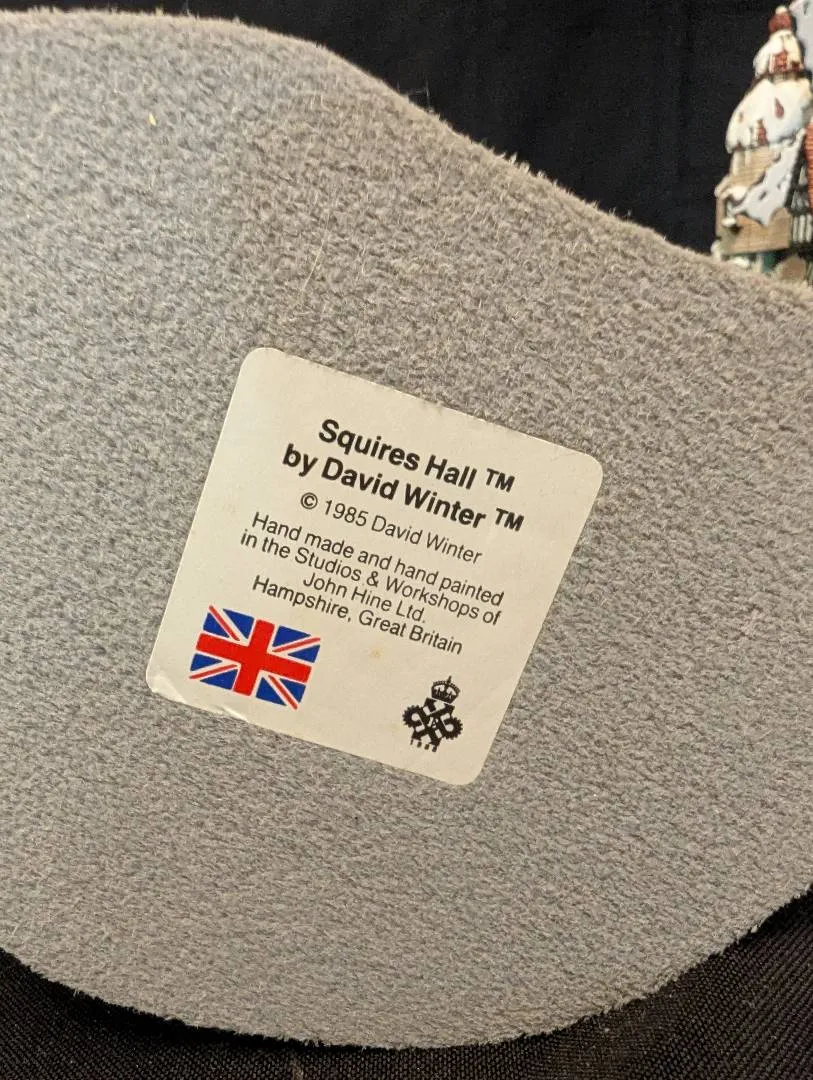 Squires Hall ™
by David Winter ™
© 1985 David Winter
Hand made and hand painted
in the Studios & Workshops of
John Hine Ltd.
Hampshire, Great Britain